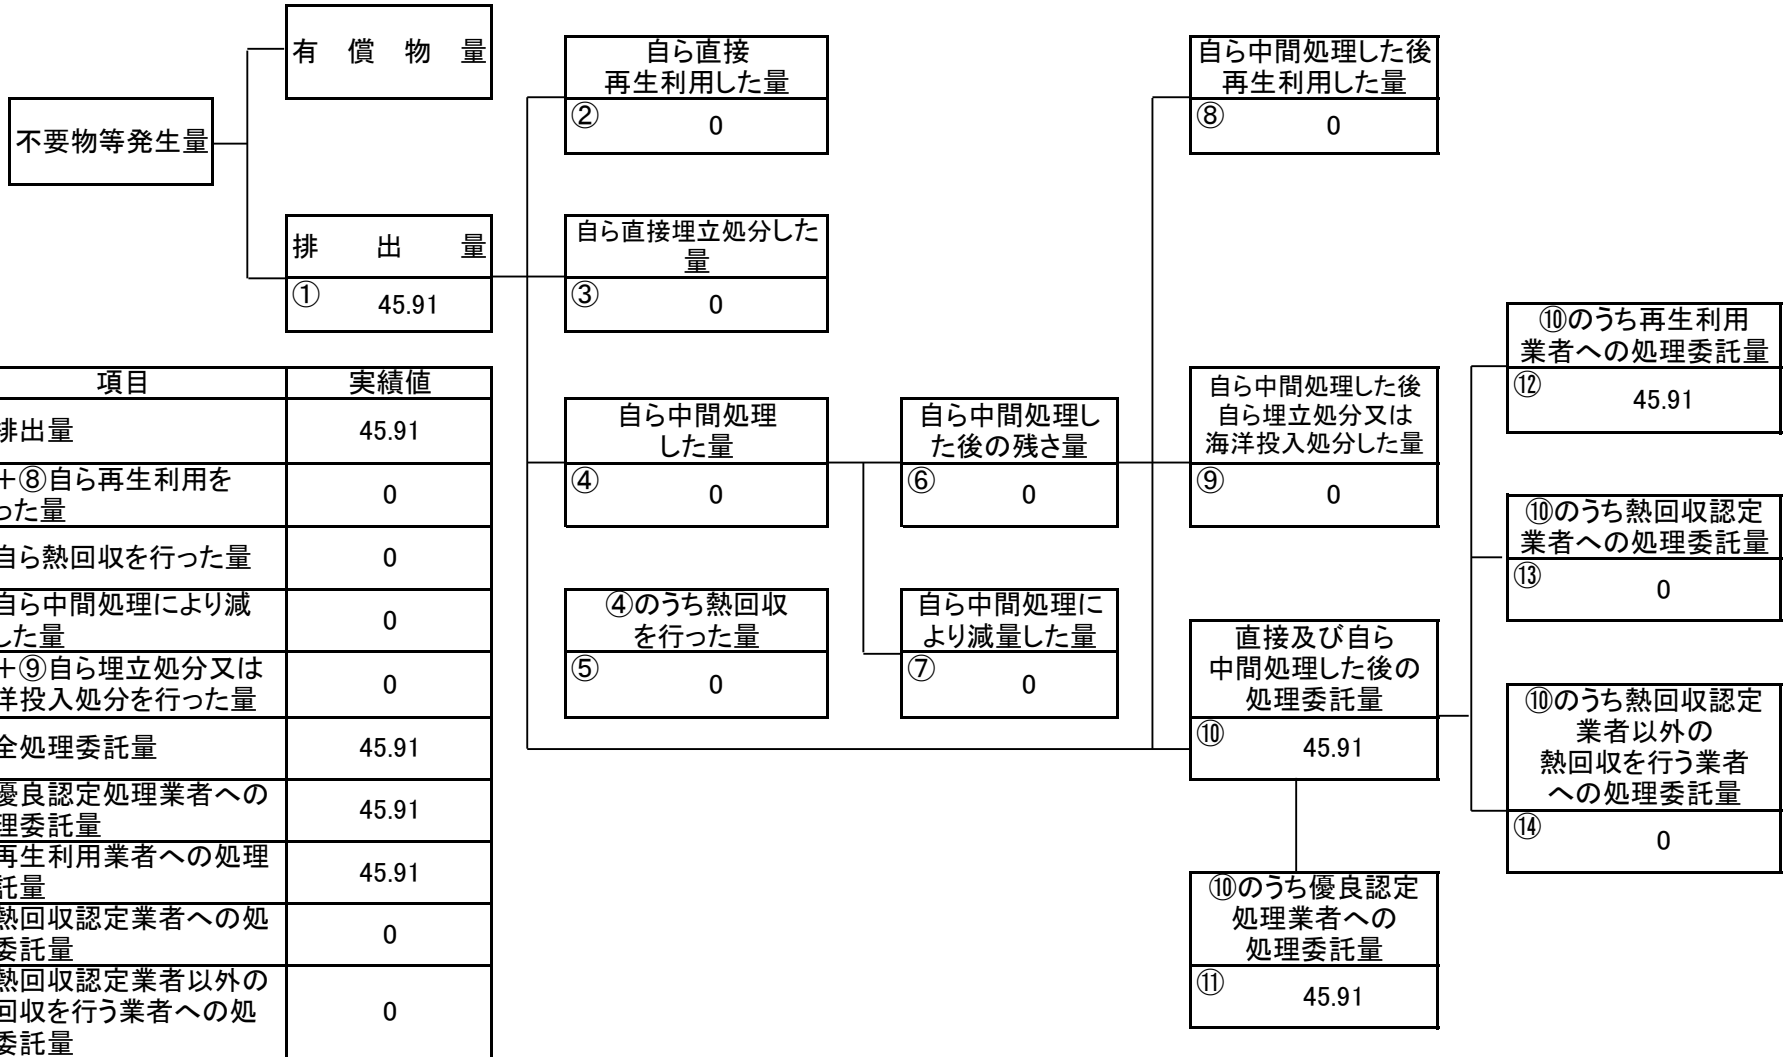 有償物量
不要物等発生量
排出量
①
45.91
自ら直接
再生利用した量
②
0
自ら直接埋立処分した
量
③
0
自ら中間処理
した量
④
0
④のうち熱回収
を行った量
⑤
0
自ら中間処理し
た後の残さ量
⑥
0
自ら中間処理に
より減量した量
⑦
0
自ら中間処理した後
再生利用した量
⑧
0
自ら中間処理した後
自ら埋立処分又は
海洋投入処分した量
⑨
0
直接及び自ら
中間処理した後の
処理委託量
⑩
45.91
⑩のうち優良認定
処理業者への
処理委託量
⑪
45.91
⑩のうち再生利用
業者への処理委託量
⑫
45.91
⑩のうち熱回収認定
業者への処理委託量
⑬
0
⑩のうち熱回収認定
業者以外の
熱回収を行う業者
への処理委託量
⑭
0
項目
実績値
排出量
45.91
+⑧自ら再生利用を
った量
0
自ら熱回収を行った量
0
自ら中間処理により減
した量
0
+⑨自ら埋立処分又は
洋投入処分を行った量
0
全処理委託量
45.91
優良認定処理業者への
理委託量
45.91
再生利用業者への処理
託量
45.91
熱回収認定業者への処
委託量
0
熱回収認定業者以外の
回収を行う業者への処
委託量
0